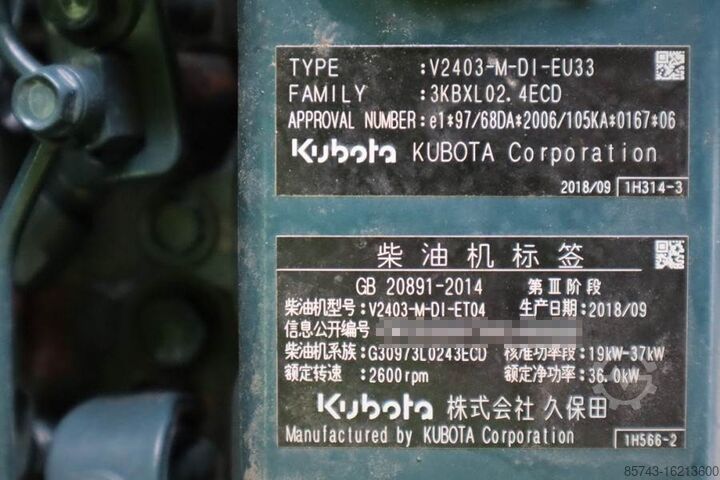 TYPE :V2403-M-DI-EU33
FAMILY :3KBXL02.4ECD
APPROVAL NUMBER:e1*97/68DA*2006/105KA*0167*06
Kubota KUBOTA Corporation
2018/09 1H314-3
柴油机标签
GB 20891-2014 第Ⅲ阶段
柴油机型号:V2403-M-DI-ET04 生产日期:2018/09
信息公开编号
柴油机系族:G30973L0243ECD 核准功率段:19kW-37kW
额定转速:2600rpm 额定净功率:36.0kW
Kubota 株式会社 久保田
Manufactured by KUBOTA Corporation 1H566-2
85743-16213600